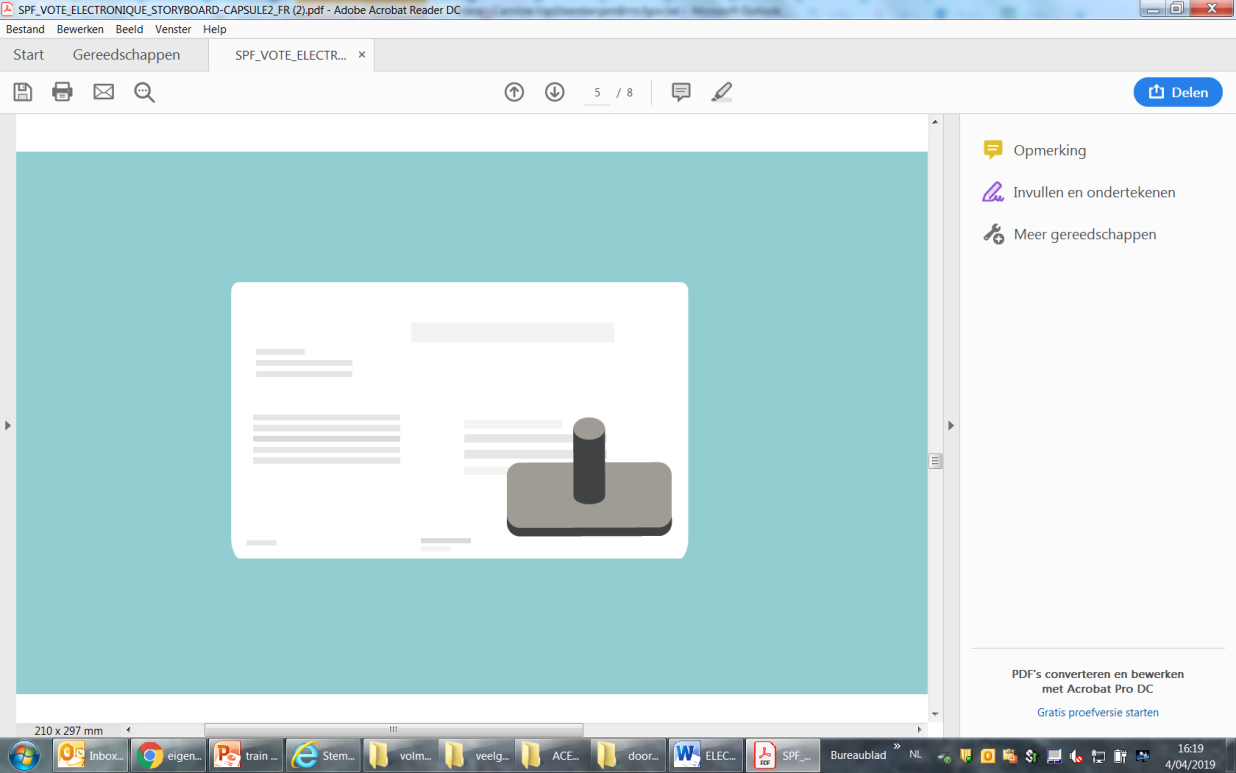 SPF_VOTE_ELECTRONIQUE_STORYBOARD-CAPSULE2_FR (2).pdf - Adobe Acrobat Reader DC
Bestand Bewerken Beeld Venster Help
Start Gereedschappen SPF_VOTE_ELECTR... ×
5 / 8
Delen
Opmerking
Invullen en ondertekenen
Meer gereedschappen
PDF's converteren en bewerken
met Acrobat Pro DC
Gratis proefversie starten
210 x 297 mm
Inbox... eigen... train ... Stem... volm... veelg... ACE... door... ELEC... SPF_... Bureaublad » NL 16:19
4/04/2019